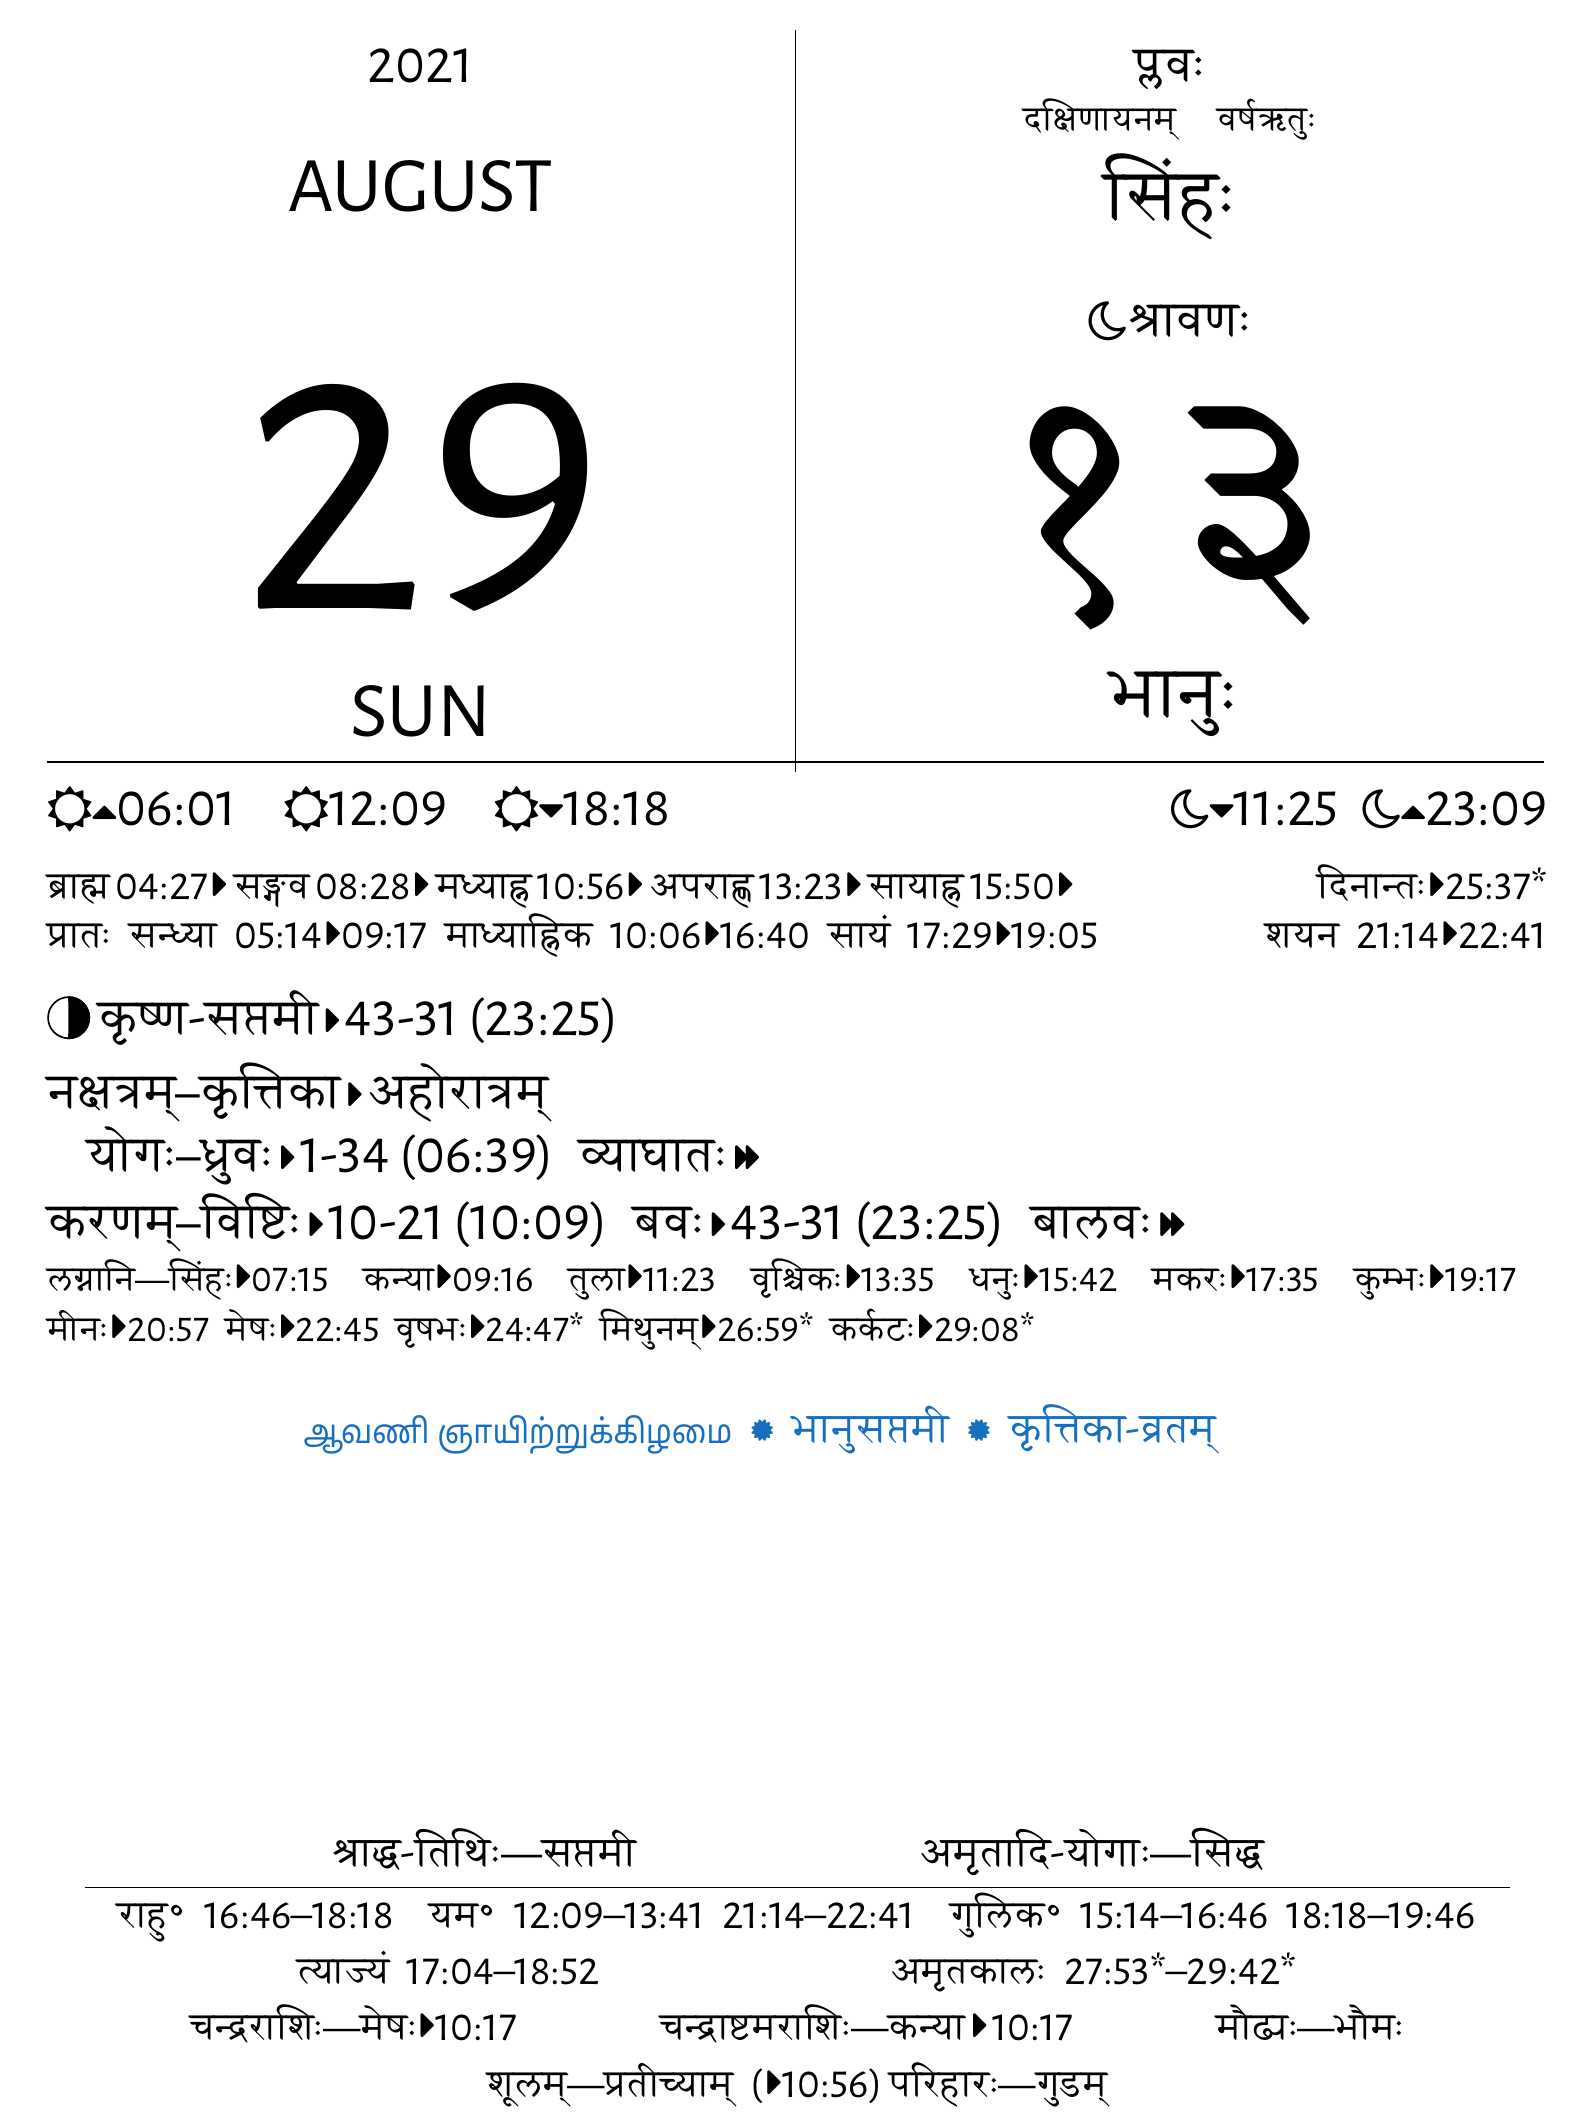 2021
AUGUST
29
SUN
प्लवः
दक्षिणायनम् वर्षऋतुः
सिंहः
श्रावणः
१३
भानुः
06:01 12:09 18:18 11:25 23:09
ब्राह्म 04:27 सङ्गव 08:28 मध्याह्न 10:56 अपराह्ण 13:23 सायाह्न 15:50 दिनान्तः 25:37*
प्रातः सन्ध्या 05:14 09:17 माध्याह्निक 10:06 16:40 सायं 17:29 19:05 शयन 21:14 22:41
कृष्ण-सप्तमी 43-31 (23:25)
नक्षत्रम्–कृत्तिका अहोरात्रम्
योगः–ध्रुवः 1-34 (06:39) व्याघातः
करणम्–विष्टिः 10-21 (10:09) बवः 43-31 (23:25) बालवः
लग्नानि—सिंहः 07:15 कन्या 09:16 तुला 11:23 वृश्चिकः 13:35 धनुः 15:42 मकरः 17:35 कुम्भः 19:17
मीनः 20:57 मेषः 22:45 वृषभः 24:47* मिथुनम् 26:59* कर्कटः 29:08*
ஆவணி ஞாயிற்றுக்கிழமை ✹ भानुसप्तमी ✹ कृत्तिका-व्रतम्
श्राद्ध-तिथिः—सप्तमी अमृतादि-योगाः—सिद्ध
राहु॰ 16:46–18:18 यम॰ 12:09–13:41 21:14–22:41 गुलिक॰ 15:14–16:46 18:18–19:46
त्याज्यं 17:04–18:52 अमृतकालः 27:53*–29:42*
चन्द्रराशिः—मेषः 10:17 चन्द्राष्टमराशिः—कन्या 10:17 मौढ्यः—भौमः
शूलम्—प्रतीच्याम् (10:56) परिहारः—गुडम्